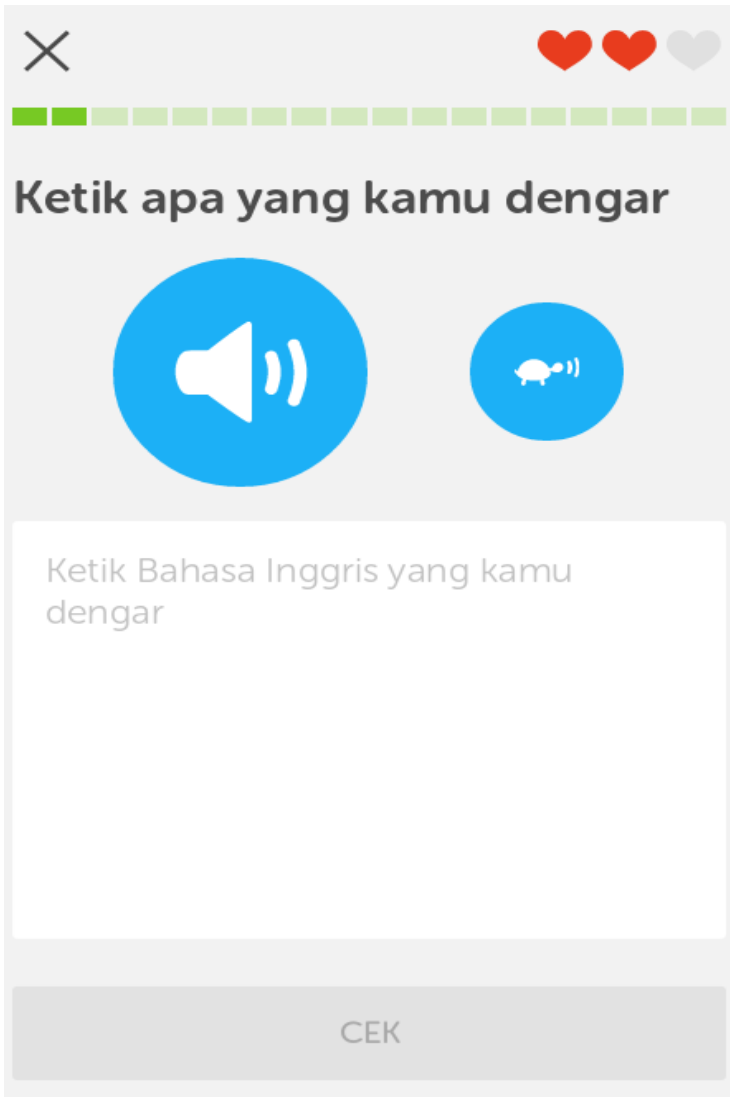 Ketik apa yang kamu dengar
Ketik Bahasa Inggris yang kamu
dengar
CEK